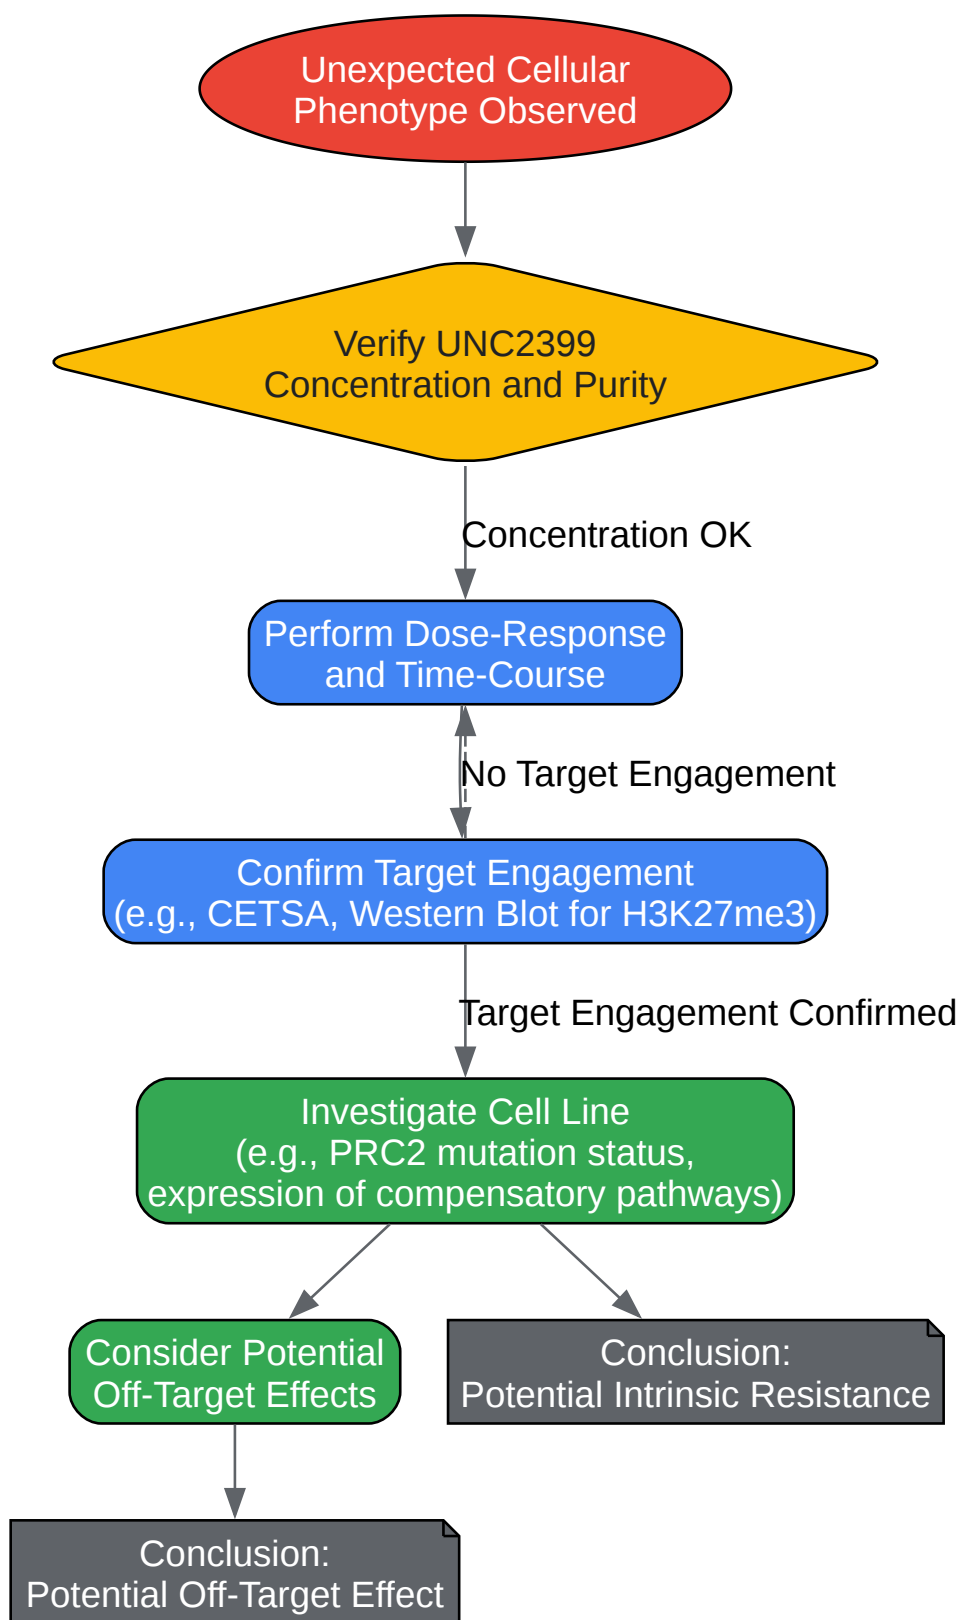 Unexpected Cellular
Phenotype Observed
Verify UNC2399
Concentration and Purity
Concentration OK
Perform Dose-Response
and Time-Course
No Target Engagement
Confirm Target Engagement
(e.g., CETSA, Western Blot for H3K27me3)
Target Engagement Confirmed
Investigate Cell Line
(e.g., PRC2 mutation status,
expression of compensatory pathways)
Consider Potential
Off-Target Effects
Conclusion:
Potential Intrinsic Resistance
Conclusion:
Potential Off-Target Effect